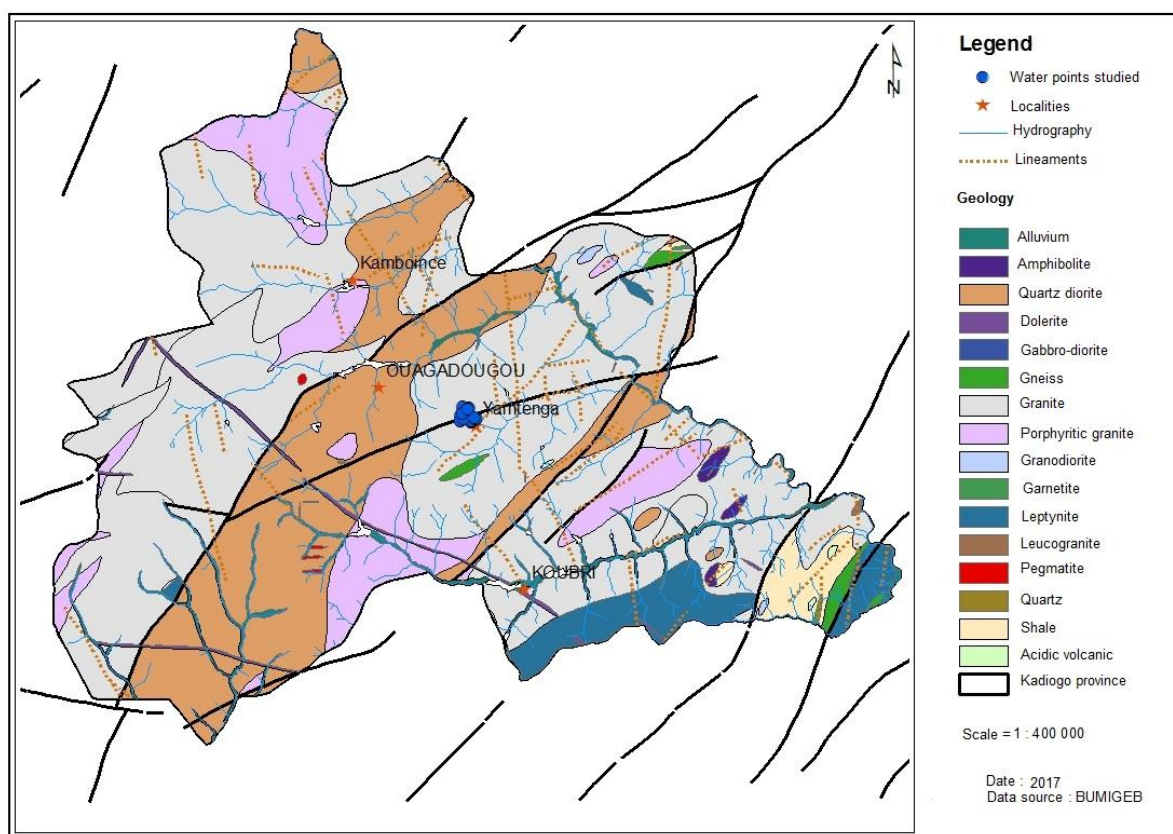 N
Kamboince
OUAGADOUGOU
Yamtenga
KOUBRI
Legend
Water points studied
Localities
Hydrography
Lineaments
Geology
Alluvium
Amphibolite
Quartz diorite
Dolerite
Gabbro-diorite
Gneiss
Granite
Porphyritic granite
Granodiorite
Garnetite
Leptynite
Leucogranite
Pegmatite
Quartz
Shale
Acidic volcanic
Kadiogo province
Scale = 1 : 400 000
Date : 2017
Data source : BUMIGEB